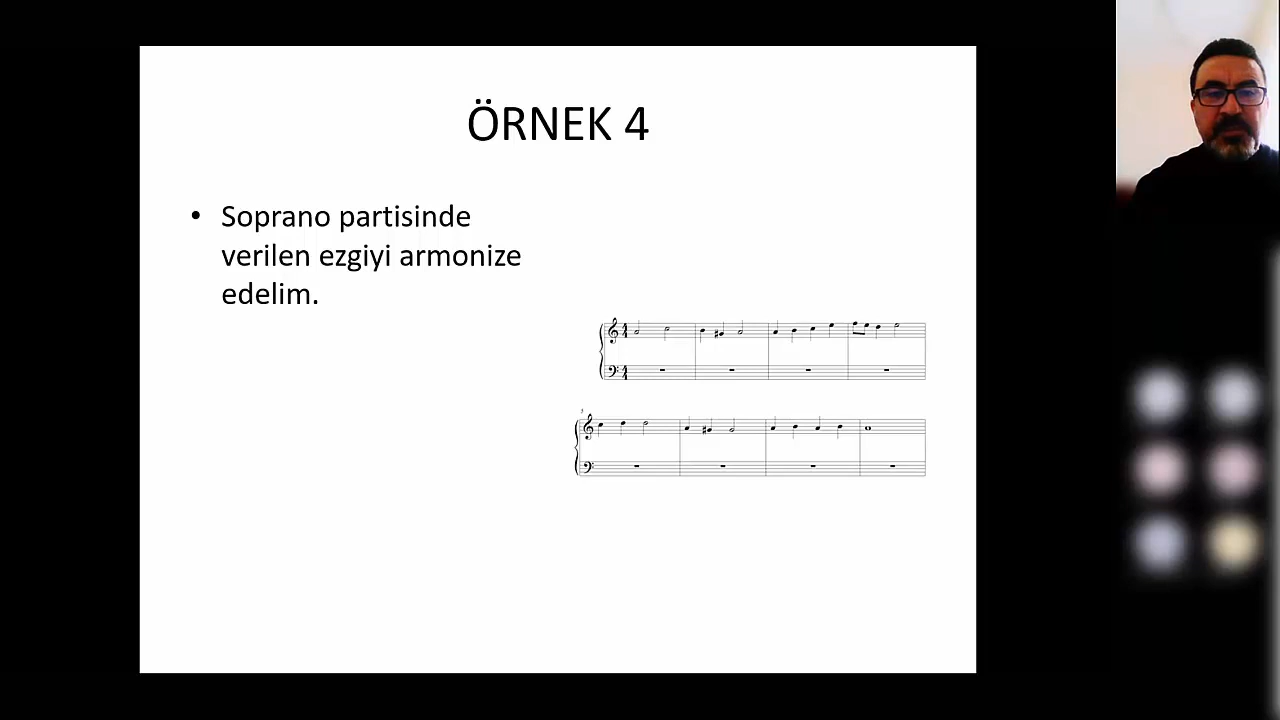 ÖRNEK 4
• Soprano partisinde
verilen ezgiyi armonize
edelim.